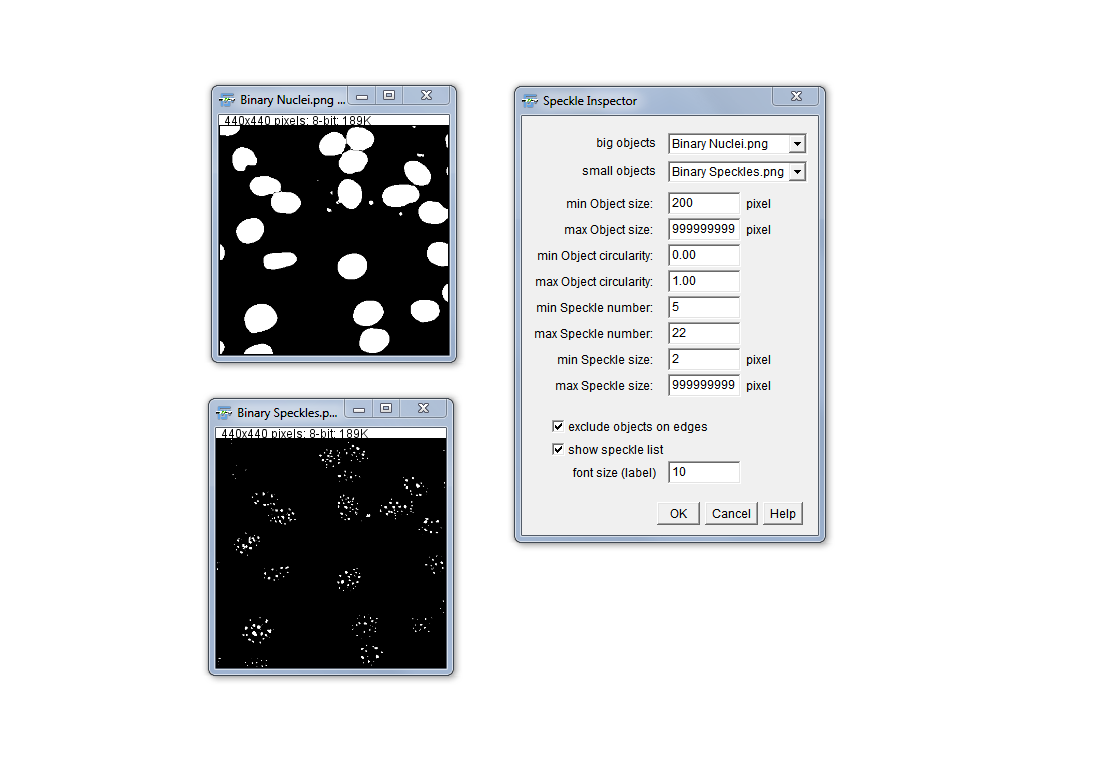 Binary Nuclei.png ...
440x440 pixels; 8-bit; 189K
Binary Speckles.p...
440x440 pixels; 8-bit; 189K
Speckle Inspector
big objects Binary Nuclei.png
small objects Binary Speckles.png
min Object size: 200 pixel
max Object size: 999999999 pixel
min Object circularity: 0.00
max Object circularity: 1.00
min Speckle number: 5
max Speckle number: 22
min Speckle size: 2 pixel
max Speckle size: 999999999 pixel
exclude objects on edges
show speckle list
font size (label) 10
OK Cancel Help